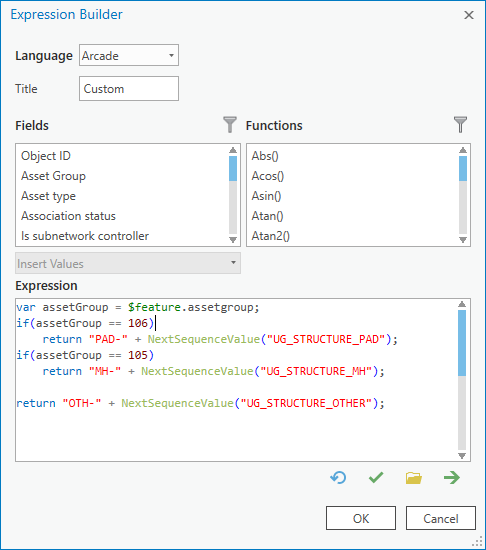 Expression Builder
Language Arcade
Title Custom
Fields Functions
Object ID Abs()
Asset Group Acos()
Asset type Asin()
Association status Atan()
Is subnetwork controller Atan2()
Insert Values
Expression
var assetGroup = $feature.assetgroup;
if(assetGroup == 106)
    return "PAD-" + NextSequenceValue("UG_STRUCTURE_PAD");
if(assetGroup == 105)
    return "MH-" + NextSequenceValue("UG_STRUCTURE_MH");
return "OTH-" + NextSequenceValue("UG_STRUCTURE_OTHER");
OK Cancel